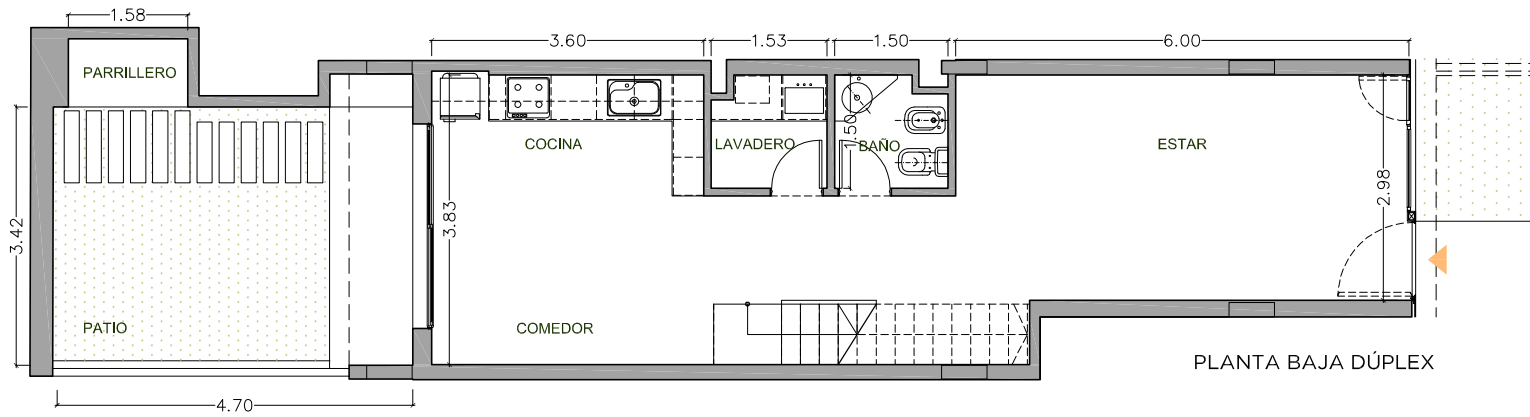 1.58
3.60
1.53
1.50
6.00
PARRILLERO
COCINA
LAVADERO
1.50
BAÑO
ESTAR
2.98
3.42
3.83
PATIO
COMEDOR
PLANTA BAJA DÚPLEX
4.70